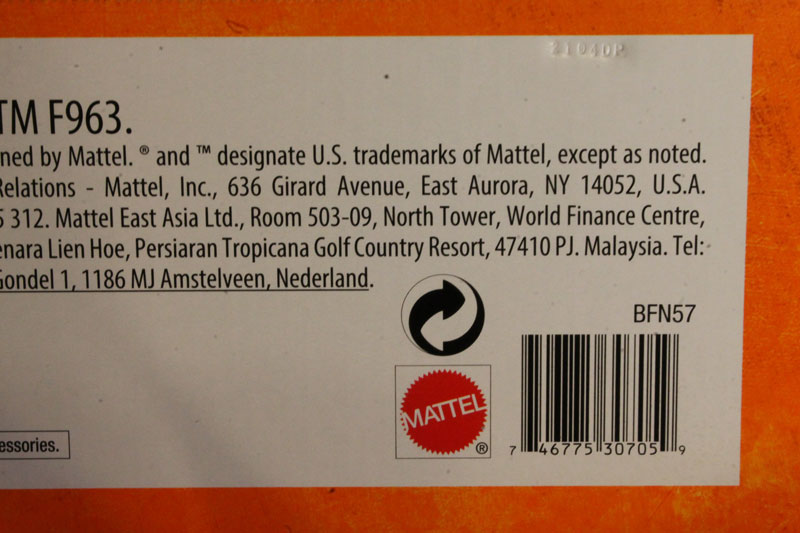 21040R
TM F963.
ned by Mattel. ® and ™ designate U.S. trademarks of Mattel, except as noted.
Relations - Mattel, Inc., 636 Girard Avenue, East Aurora, NY 14052, U.S.A.
5 312. Mattel East Asia Ltd., Room 503-09, North Tower, World Finance Centre,
enara Lien Hoe, Persiaran Tropicana Golf Country Resort, 47410 PJ. Malaysia. Tel:
Gondel 1, 1186 MJ Amstelveen, Nederland.
BFN57
MATTEL ®
essories.
7 46775 30705 9